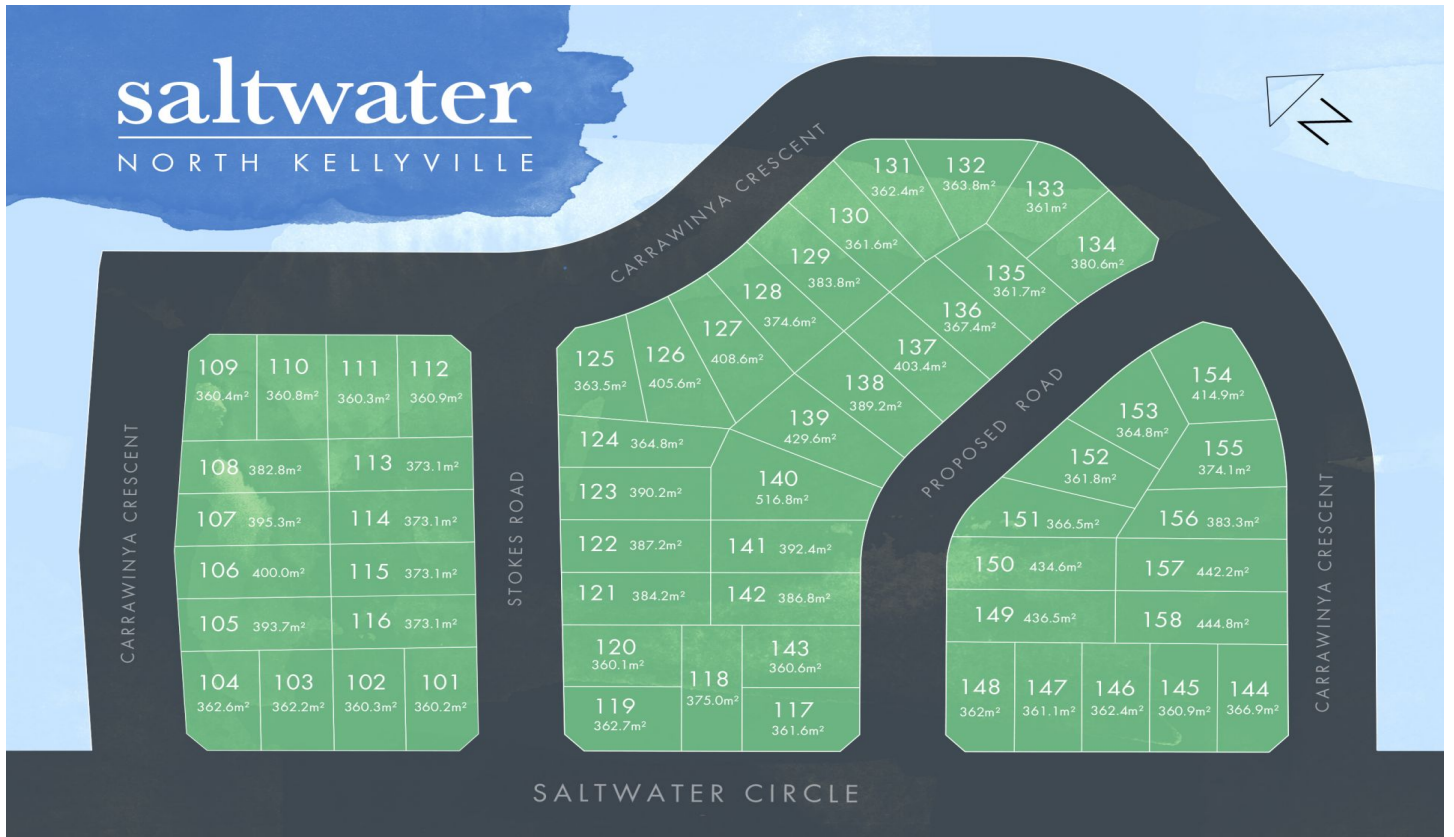 saltwater
NORTH KELLYVILLE
N
CARRAWINYA CRESCENT
131
362.4m²
132
363.8m²
133
361m²
130
361.6m²
134
380.6m²
129
383.8m²
135
361.7m²
128
374.6m²
136
367.4m²
127
408.6m²
137
403.4m²
126
405.6m²
125
363.5m²
138
389.2m²
139
429.6m²
109
360.4m²
110
360.8m²
111
360.3m²
112
360.9m²
108 382.8m²
113 373.1m²
107 395.3m²
114 373.1m²
106 400.0m²
115 373.1m²
105 393.7m²
116 373.1m²
104
362.6m²
103
362.2m²
102
360.3m²
101
360.2m²
CARRAWINYA CRESCENT
STOKES ROAD
124 364.8m²
123 390.2m²
140
516.8m²
122 387.2m²
141 392.4m²
121 384.2m²
142 386.8m²
120
360.1m²
118
375.0m²
143
360.6m²
119
362.7m²
117
361.6m²
PROPOSED ROAD
154
414.9m²
153
364.8m²
155
374.1m²
152
361.8m²
151 366.5m²
156 383.3m²
150 434.6m²
157 442.2m²
149 436.5m²
158 444.8m²
148
362m²
147
361.1m²
146
362.4m²
145
360.9m²
144
366.9m²
CARRAWINYA CRESCENT
SALTWATER CIRCLE